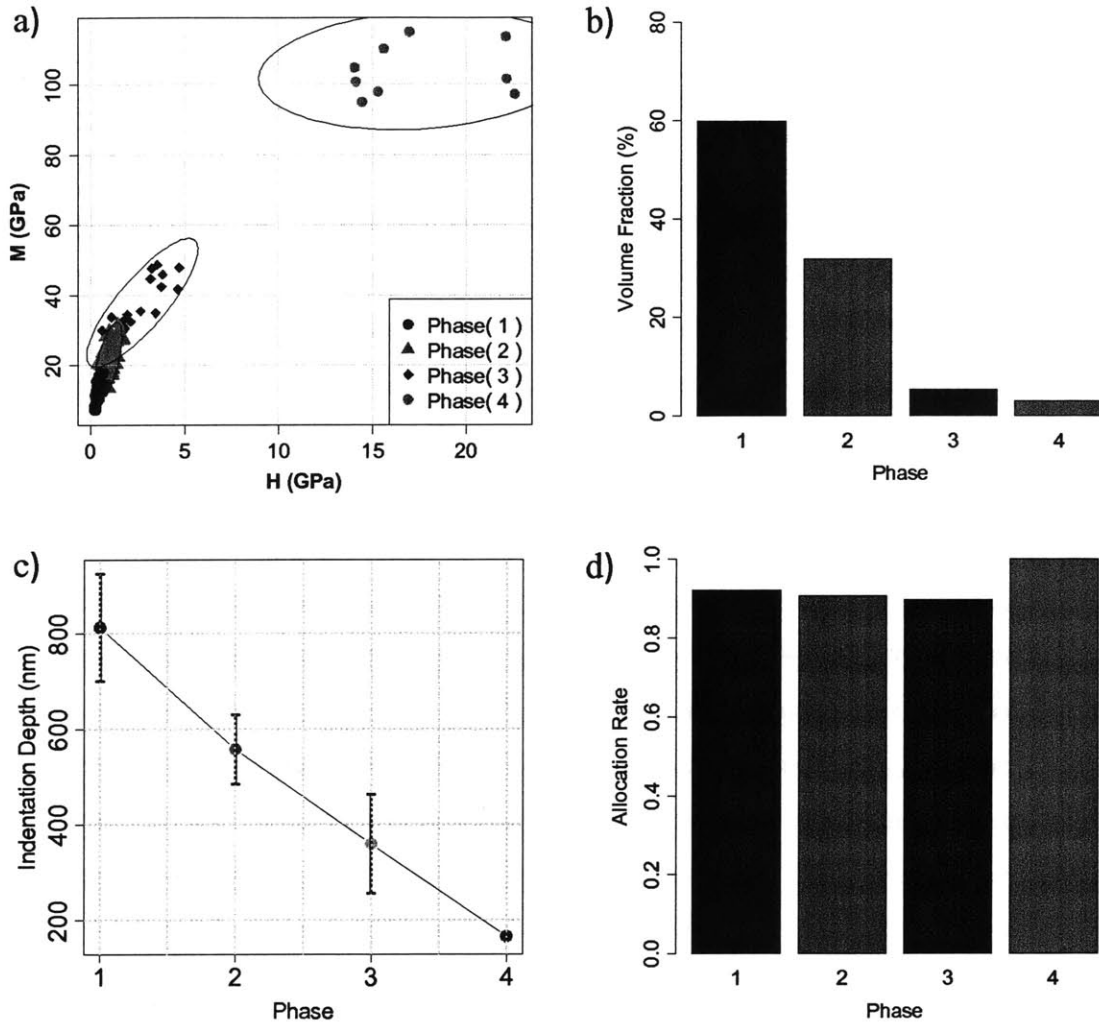 a)
M (GPa)
100
80
60
40
20
0
5
10
15
20
H (GPa)
Phase( 1 )
Phase( 2 )
Phase( 3 )
Phase( 4 )
b)
Volume Fraction (%)
80
60
40
20
0
1
2
3
4
Phase
c)
Indentation Depth (nm)
800
600
400
200
1
2
3
4
Phase
d)
Allocation Rate
1.0
0.8
0.6
0.4
0.2
0.0
1
2
3
4
Phase